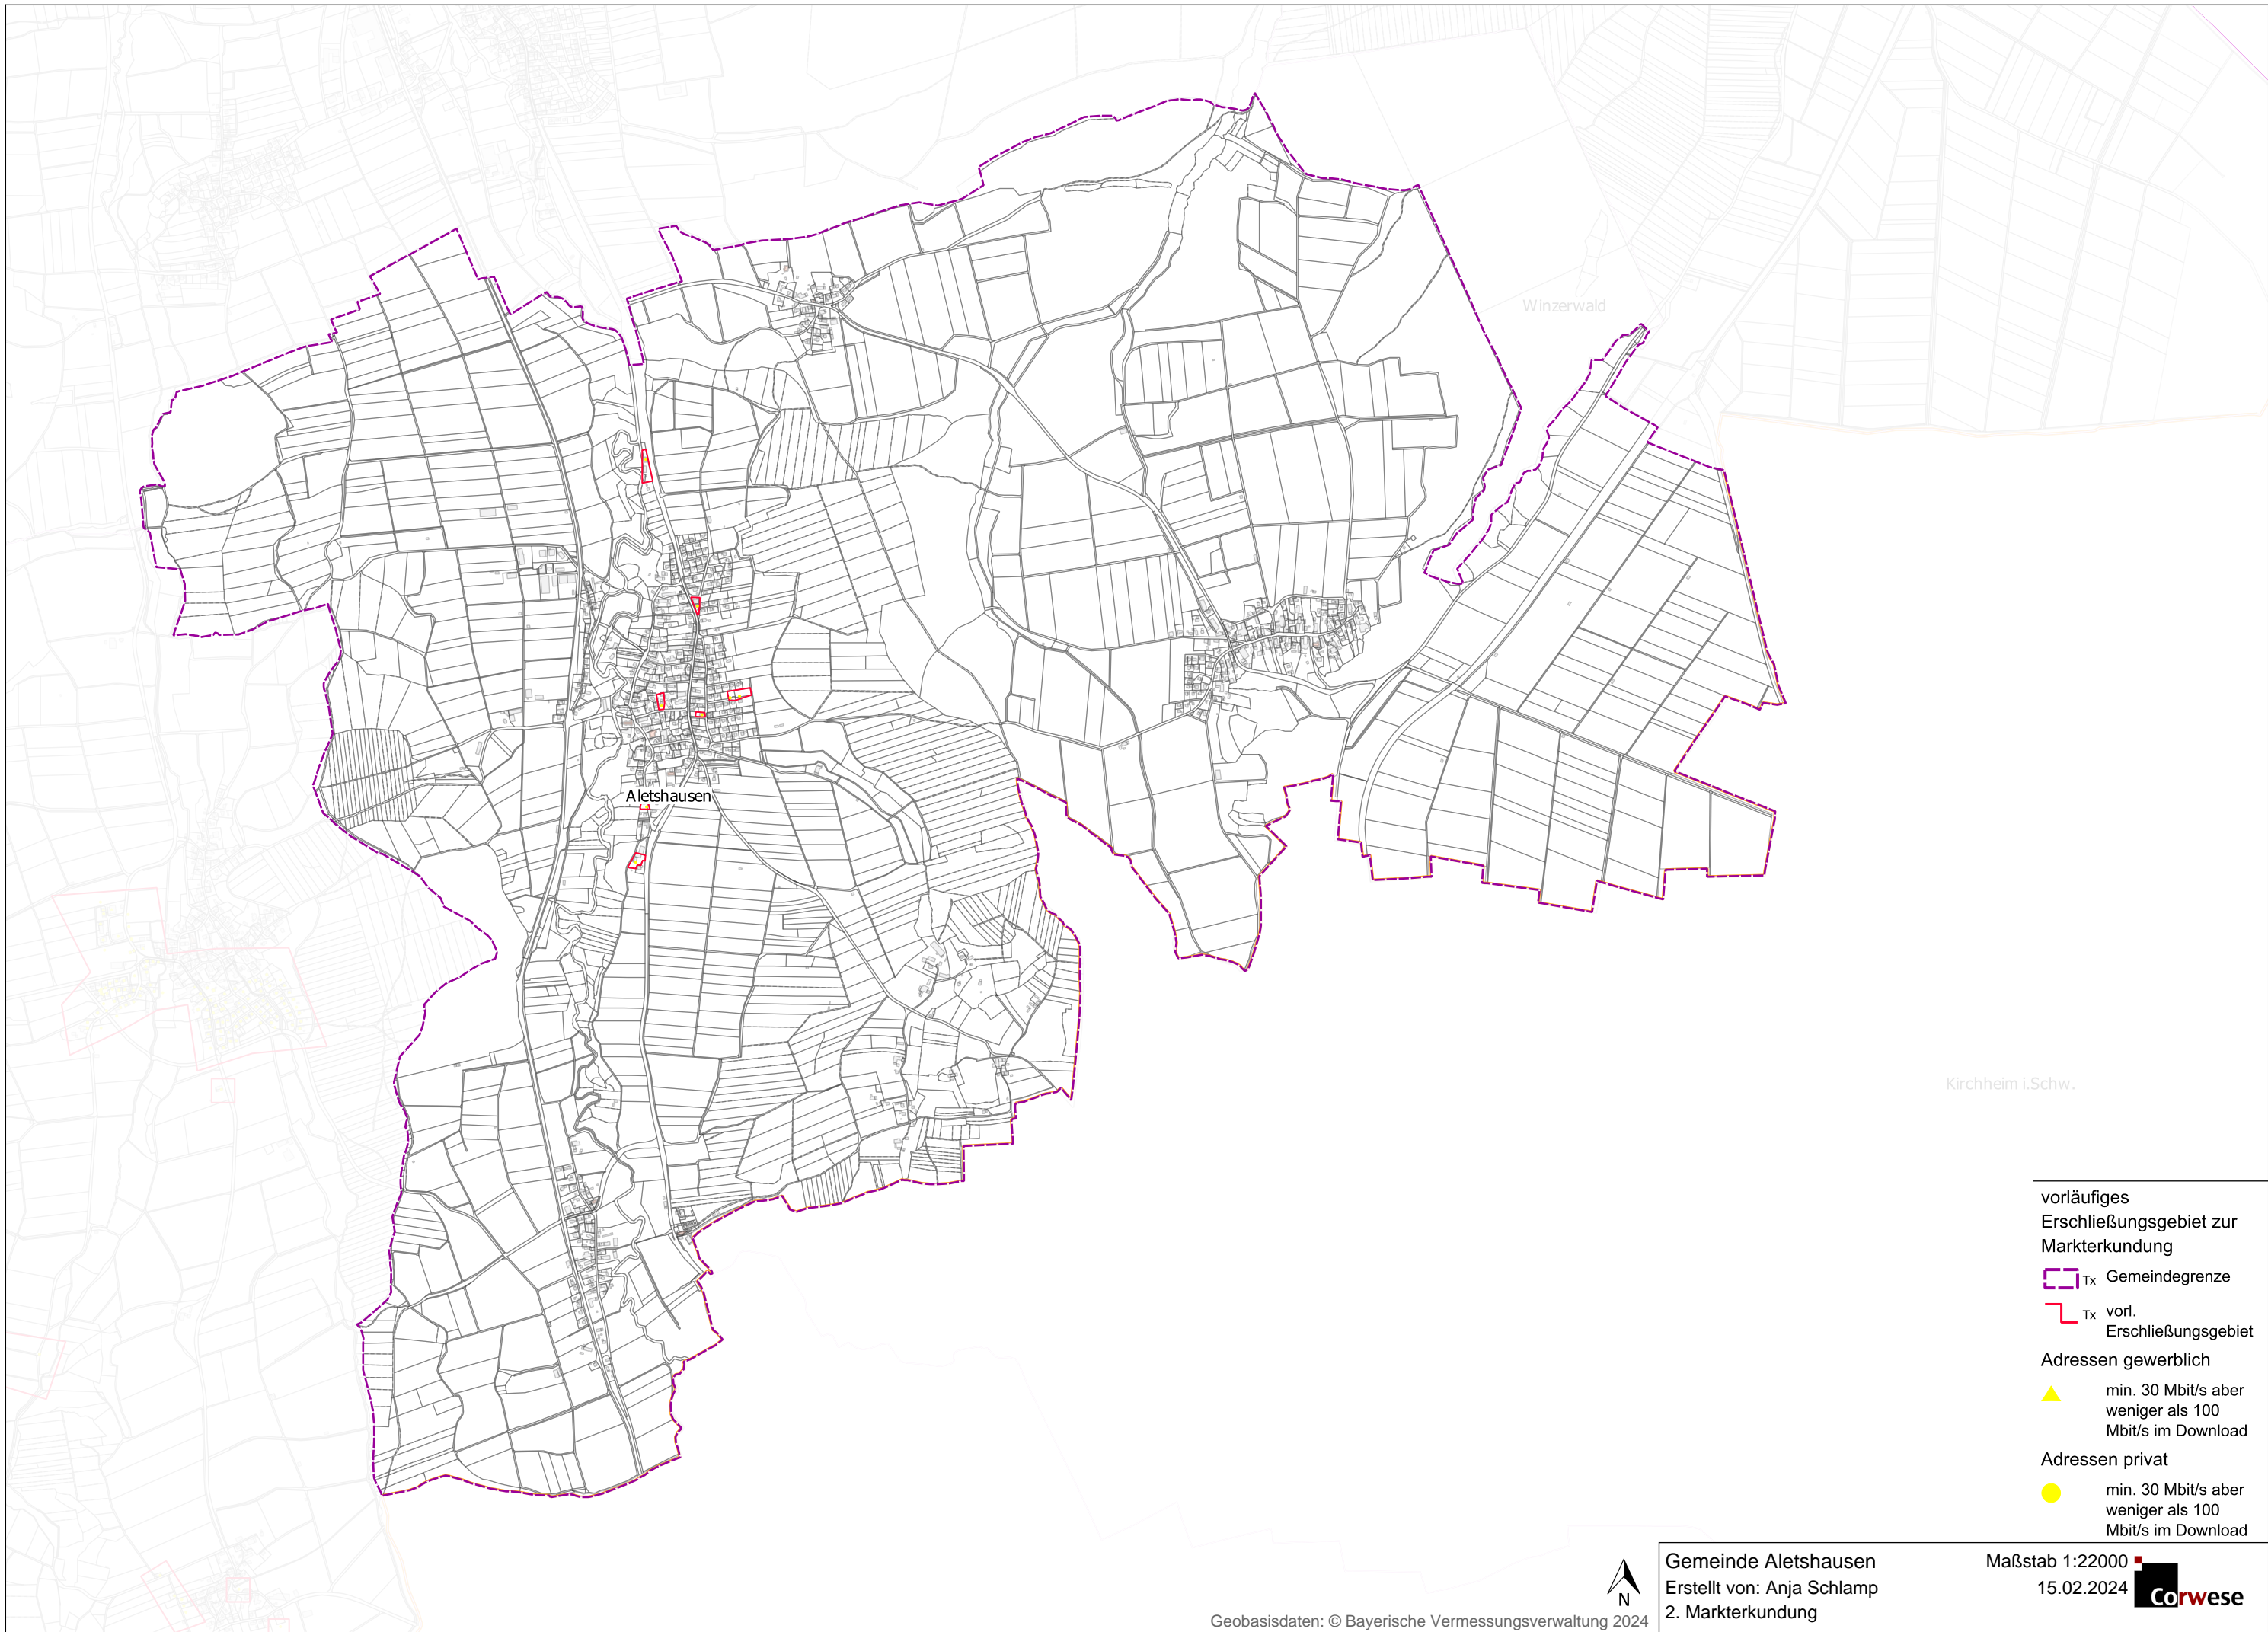 Winzerwald
Aletshausen
Kirchheim i.Schw.
vorläufiges
Erschließungsgebiet zur
Markterkundung
Tx Gemeindegrenze
Tx vorl.
Erschließungsgebiet
Adressen gewerblich
min. 30 Mbit/s aber
weniger als 100
Mbit/s im Download
Adressen privat
min. 30 Mbit/s aber
weniger als 100
Mbit/s im Download
N
Geobasisdaten: © Bayerische Vermessungsverwaltung 2024
Gemeinde Aletshausen
Erstellt von: Anja Schlamp
2. Markterkundung
Maßstab 1:22000
15.02.2024
Corwese